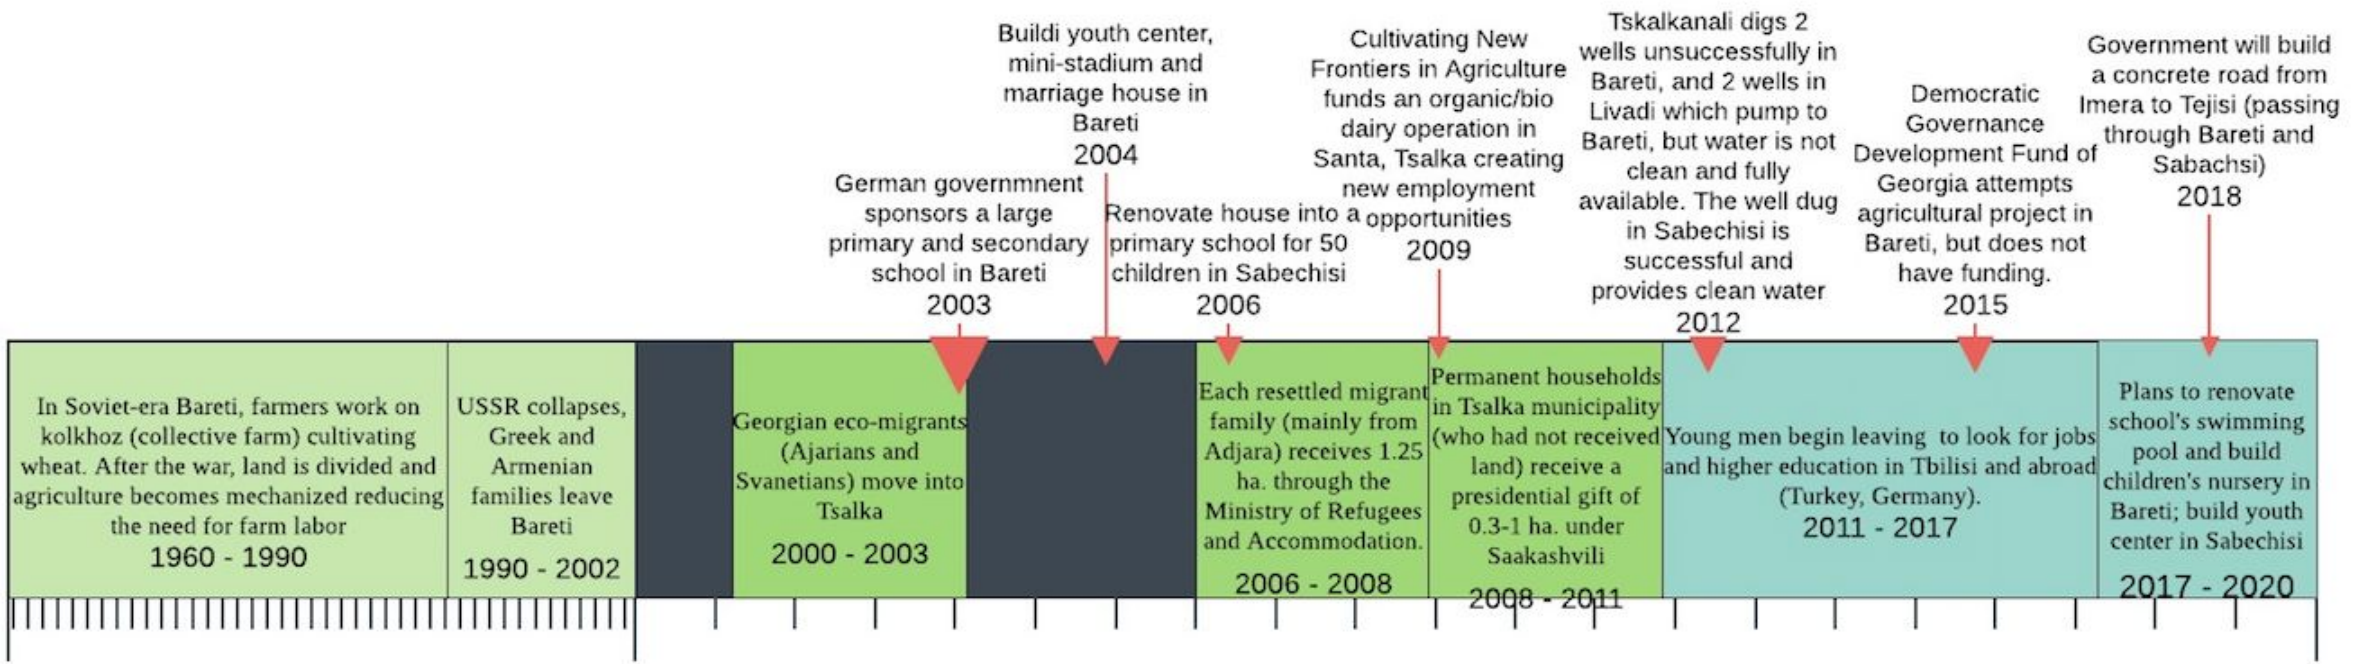 Buildi youth center,
mini-stadium and
marriage house in
Bareti
2004
German governmnent
sponsors a large
primary and secondary
school in Bareti
2003
Renovate house into a
primary school for 50
children in Sabechisi
2006
Cultivating New
Frontiers in Agriculture
funds an organic/bio
dairy operation in
Santa, Tsalka creating
new employment
opportunities
2009
Tskalkanali digs 2
wells unsuccessfully in
Bareti, and 2 wells in
Livadi which pump to
Bareti, but water is not
clean and fully
available. The well dug
in Sabechisi is
successful and
provides clean water
2012
Democratic
Governance
Development Fund of
Georgia attempts
agricultural project in
Bareti, but does not
have funding.
2015
Government will build
a concrete road from
Imera to Tejisi (passing
through Bareti and
Sabachsi)
2018
In Soviet-era Bareti, farmers work on
kolkhoz (collective farm) cultivating
wheat. After the war, land is divided and
agriculture becomes mechanized reducing
the need for farm labor
1960 - 1990
USSR collapses,
Greek and
Armenian
families leave
Bareti
1990 - 2002
Georgian eco-migrants
(Ajarians and
Svanetians) move into
Tsalka
2000 - 2003
Each resettled migrant
family (mainly from
Adjara) receives 1.25
ha. through the
Ministry of Refugees
and Accommodation.
2006 - 2008
Permanent households
in Tsalka municipality
(who had not received
land) receive a
presidential gift of
0.3-1 ha. under
Saakashvili
2008 - 2011
Young men begin leaving  to look for jobs
and higher education in Tbilisi and abroad
(Turkey, Germany).
2011 - 2017
Plans to renovate
school's swimming
pool and build
children's nursery in
Bareti; build youth
center in Sabechisi
2017 - 2020